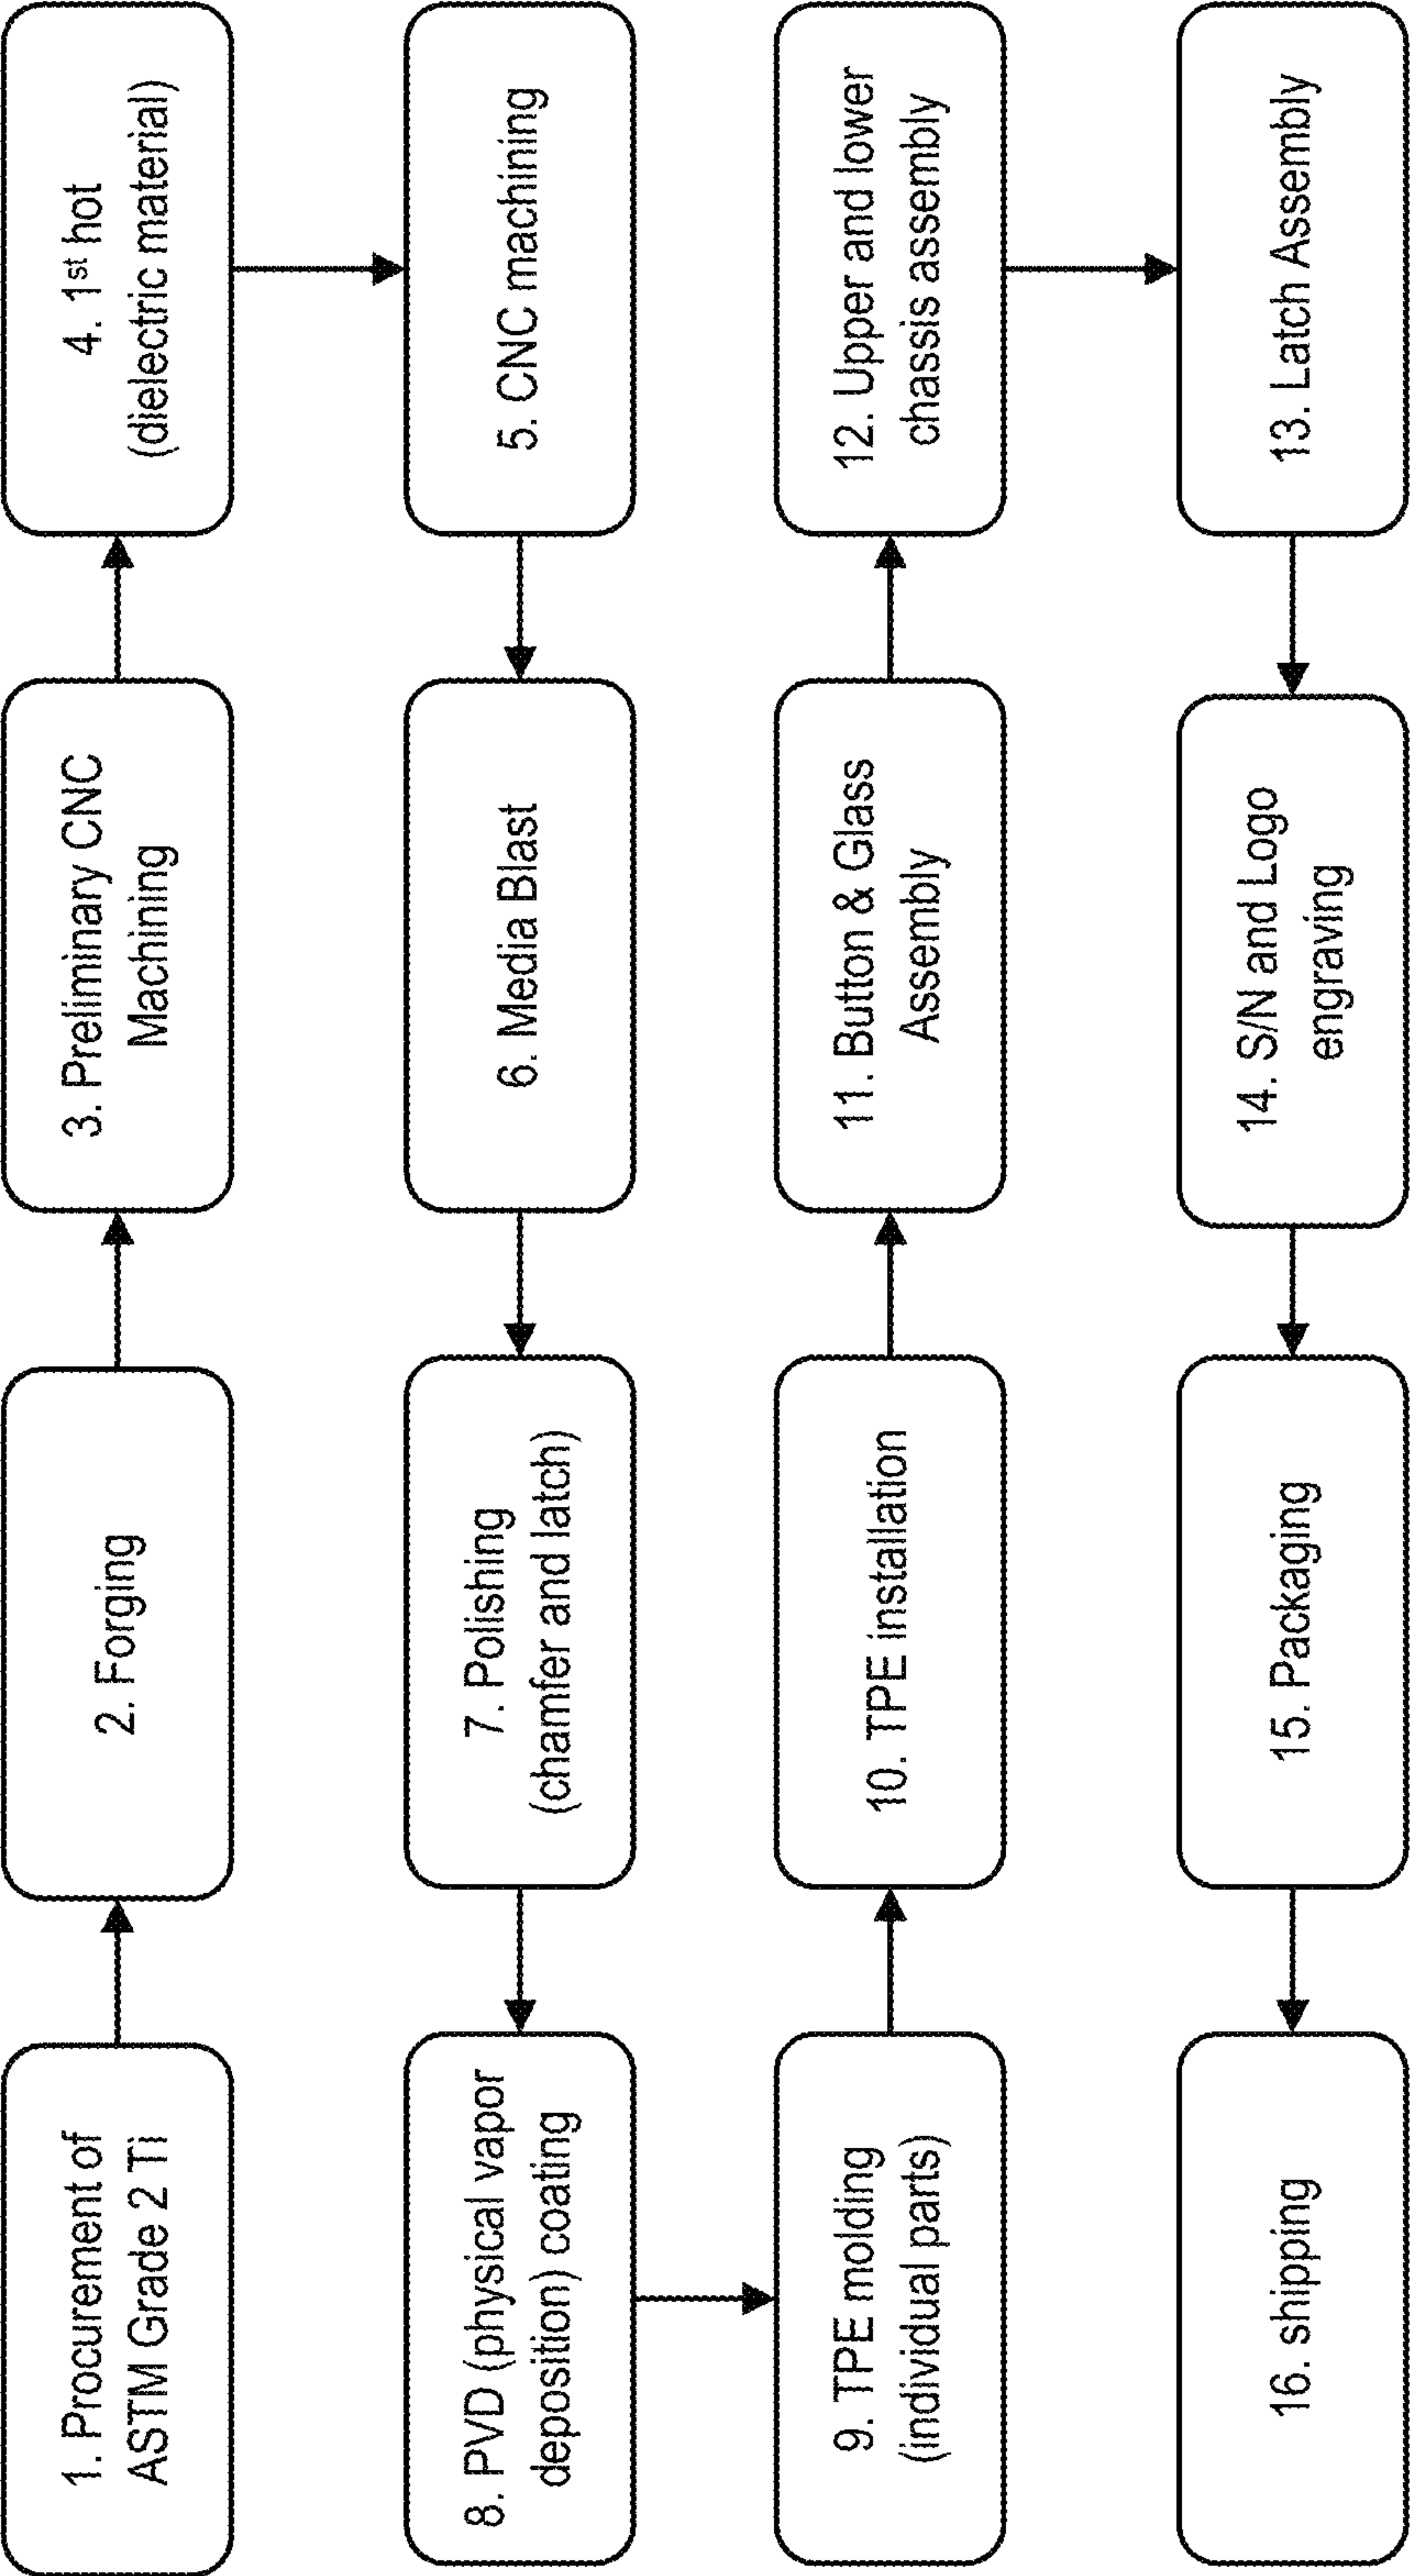 1. Procurement of
ASTM Grade 2 Ti
2. Forging
3. Preliminary CNC
Machining
4. 1st hot
(dielectric material)
5. CNC machining
6. Media Blast
7. Polishing
(chamfer and latch)
8. PVD (physical vapor
deposition) coating
9. TPE molding
(individual parts)
10. TPE installation
11. Button & Glass
Assembly
12. Upper and lower
chassis assembly
13. Latch Assembly
14. S/N and Logo
engraving
15. Packaging
16. shipping